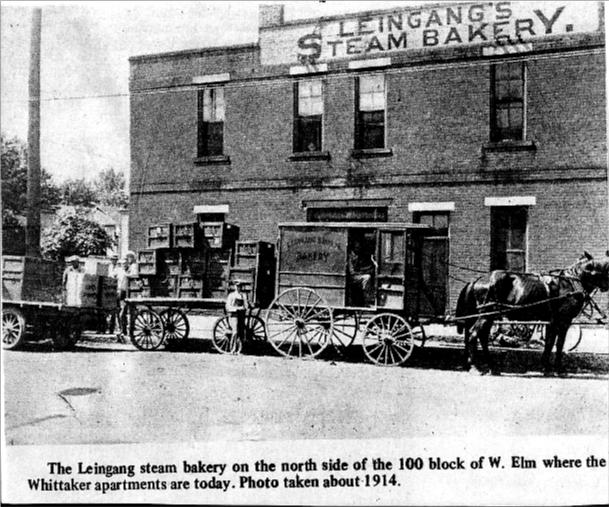 LEINGANG'S
STEAM BAKERY.
BAKERY
The Leingang steam bakery on the north side of the 100 block of W. Elm where the
Whittaker apartments are today. Photo taken about 1914.